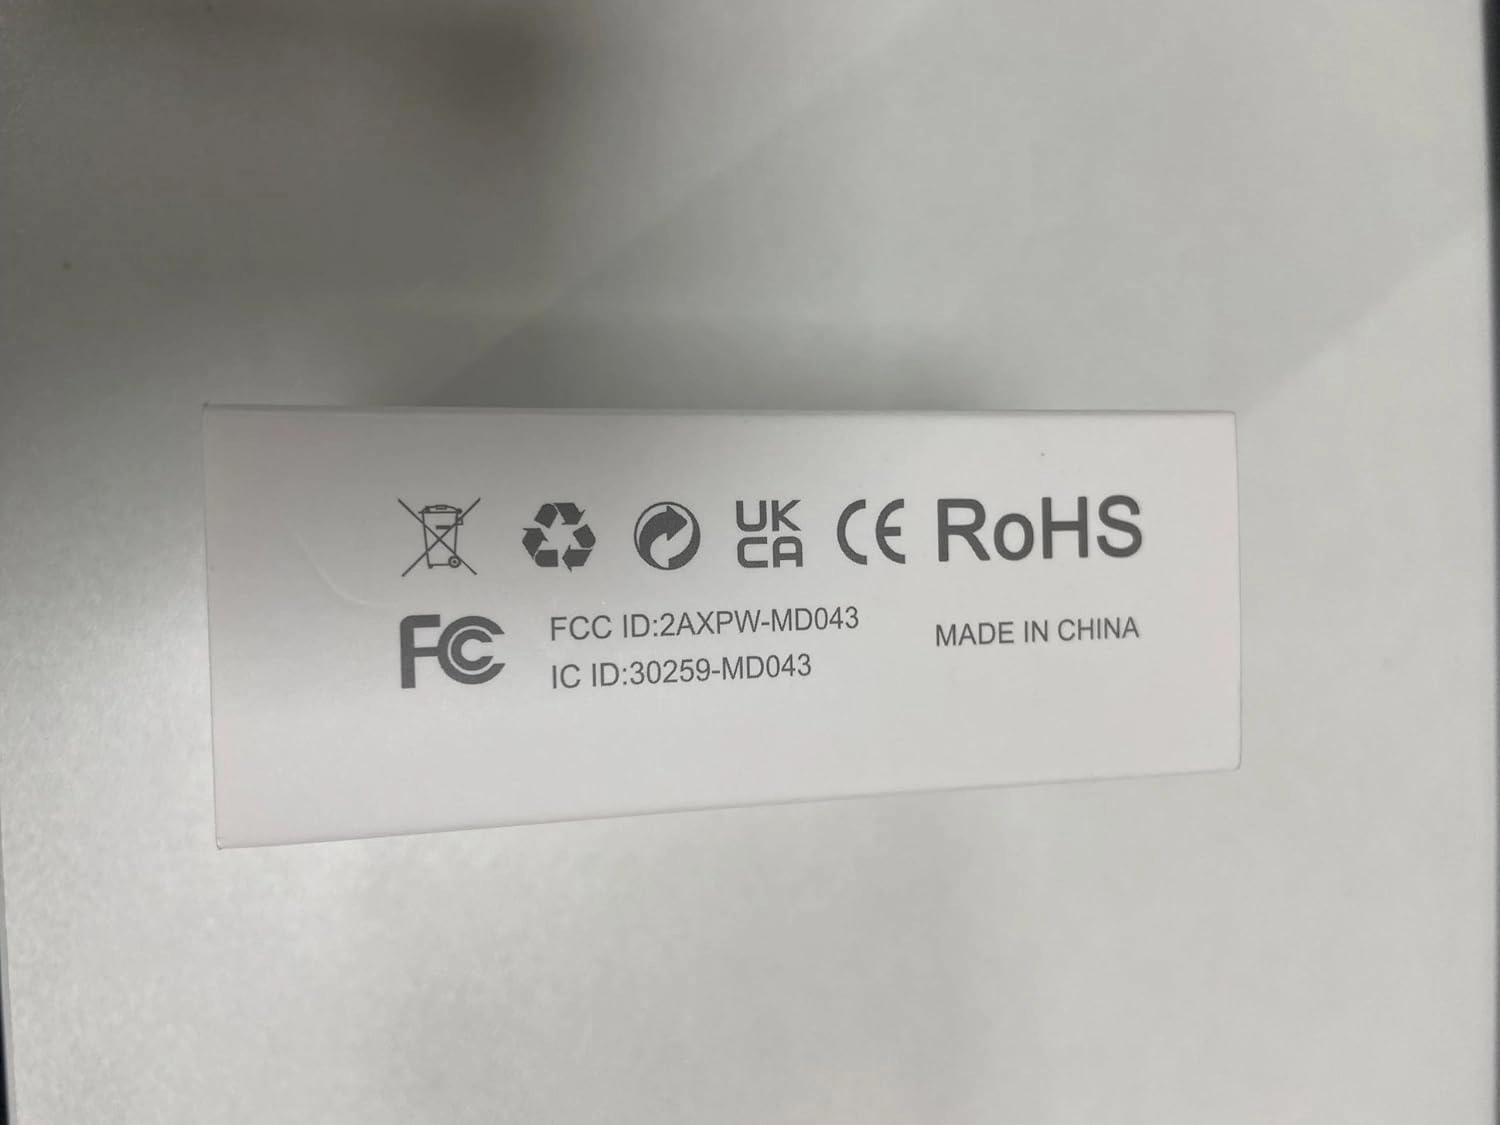 UK
CA
CE RoHS
FC
FCC ID:2AXPW-MD043
IC ID:30259-MD043
MADE IN CHINA